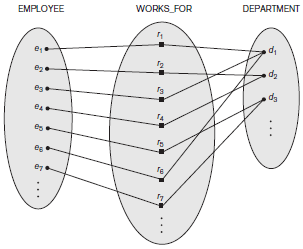 EMPLOYEE WORKS_FOR DEPARTMENT
e1 r1 d1
e2 r2 d2
e3 r3 d3
e4 r4
e5 r5
e6 r6
e7 r7